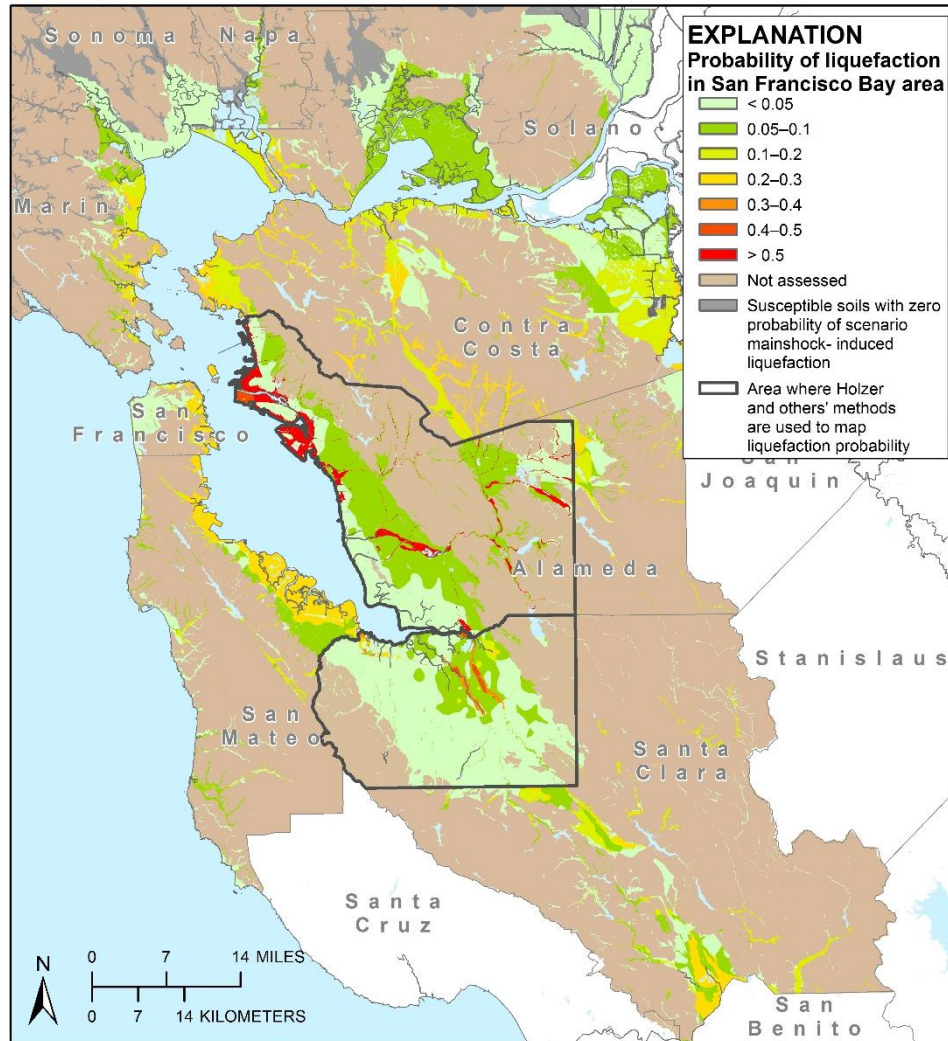 Sonoma Napa
Solano
Marin
Contra
Costa
San
Francisco
San
Joaquin
Alameda
Stanislaus
San
Mateo
Santa
Clara
Santa
Cruz
San
Benito
EXPLANATION
Probability of liquefaction
in San Francisco Bay area
< 0.05
0.05–0.1
0.1–0.2
0.2–0.3
0.3–0.4
0.4–0.5
> 0.5
Not assessed
Susceptible soils with zero
probability of scenario
mainshock- induced
liquefaction
Area where Holzer
and others’ methods
are used to map
liquefaction probability
N
0 7 14 MILES
0 7 14 KILOMETERS